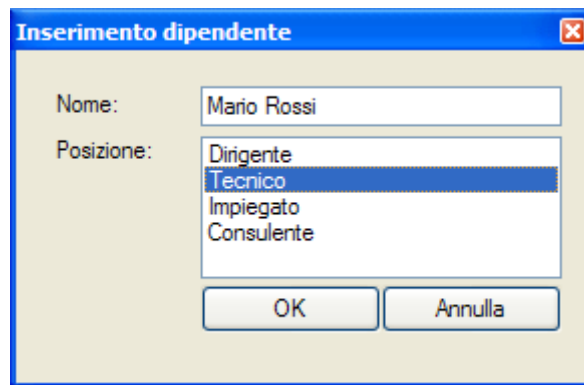 Inserimento dipendente
Nome:
Mario Rossi
Posizione:
Dirigente
Tecnico
Impiegato
Consulente
OK
Annulla